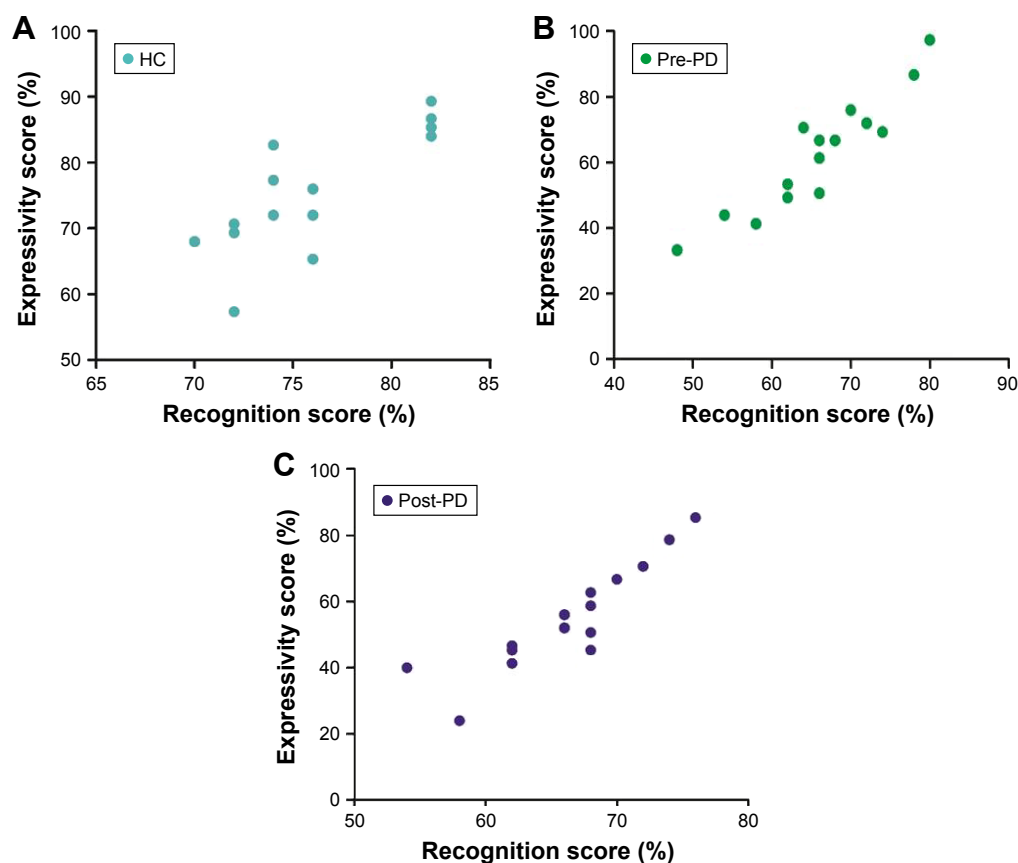 A
HC
Expressivity score (%)
100
90
80
70
60
50
65 70 75 80 85
Recognition score (%)
B
Pre-PD
Expressivity score (%)
100
80
60
40
20
0
40 50 60 70 80 90
Recognition score (%)
C
Post-PD
Expressivity score (%)
100
80
60
40
20
0
50 60 70 80
Recognition score (%)